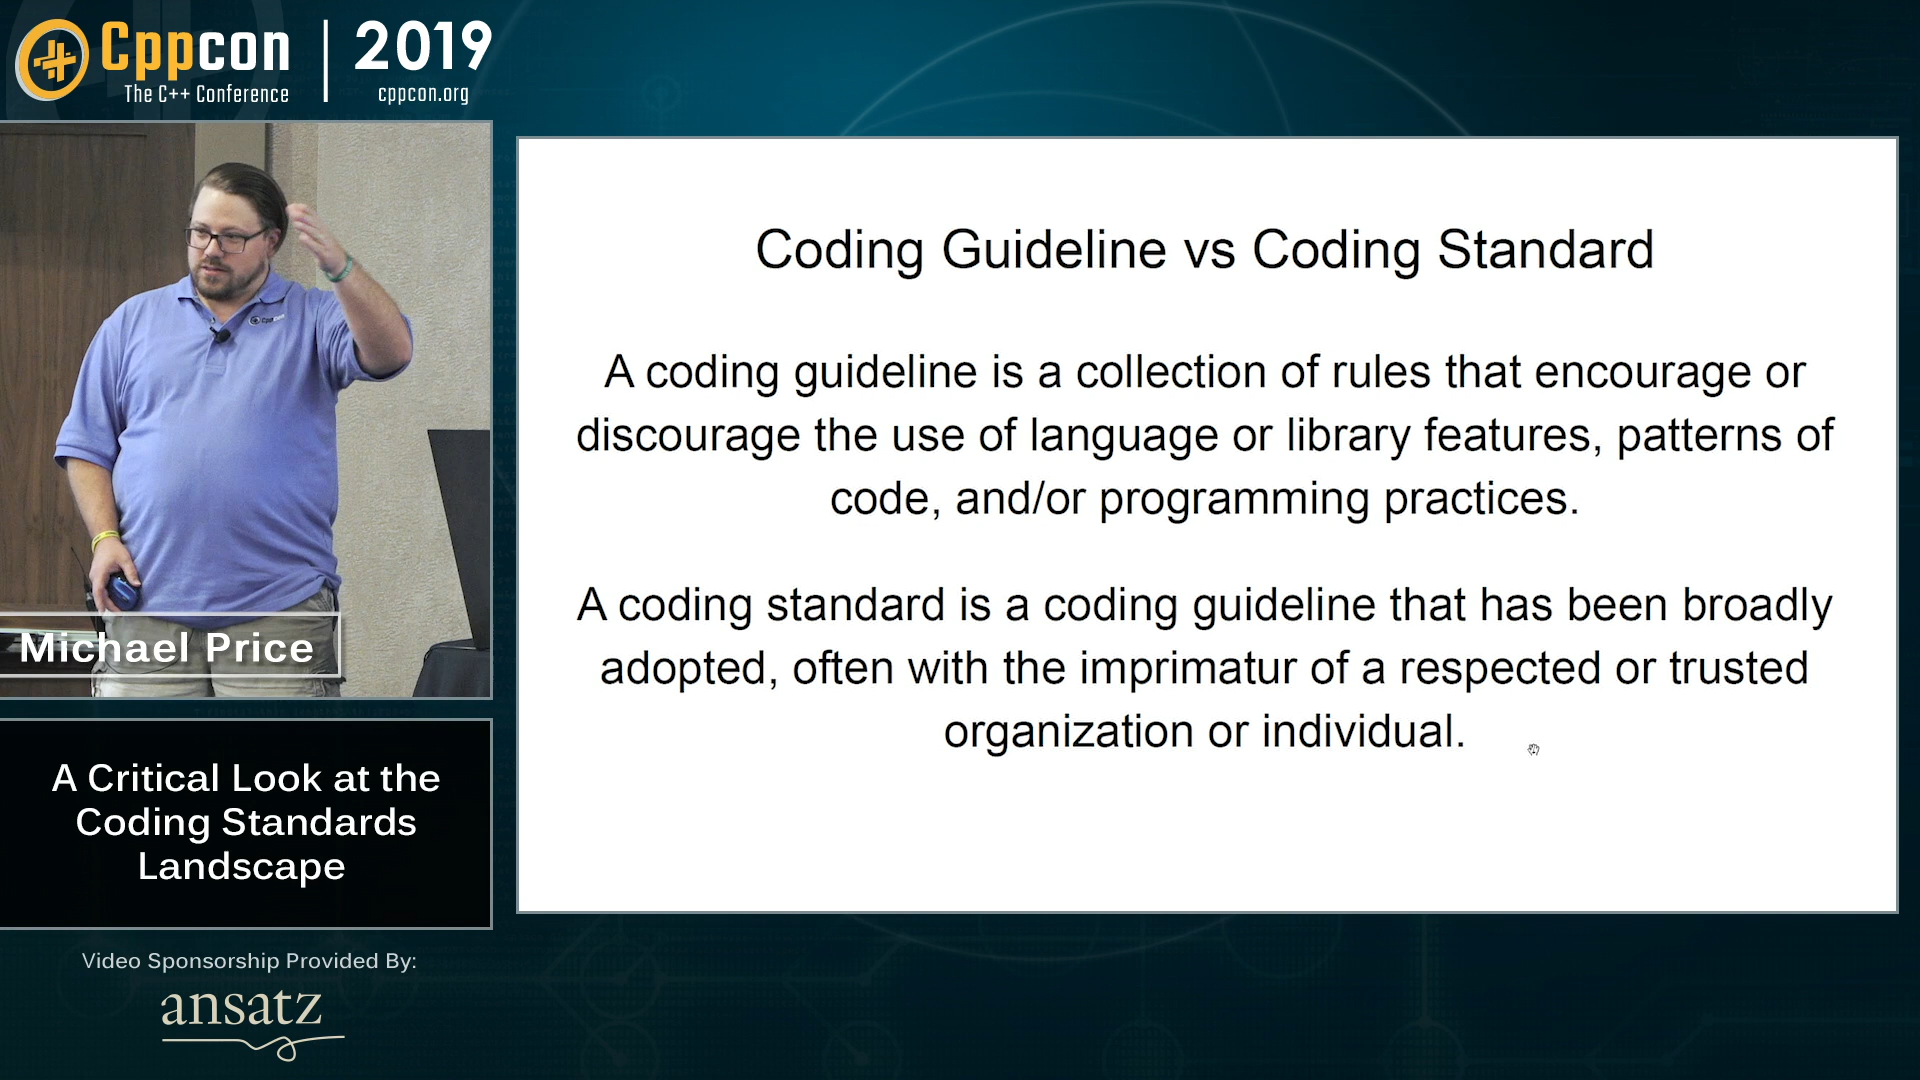 Cppcon
The C++ Conference
2019
cppcon.org
Michael Price
A Critical Look at the
Coding Standards
Landscape
Video Sponsorship Provided By:
ansatz
Coding Guideline vs Coding Standard
A coding guideline is a collection of rules that encourage or
discourage the use of language or library features, patterns of
code, and/or programming practices.
A coding standard is a coding guideline that has been broadly
adopted, often with the imprimatur of a respected or trusted
organization or individual.